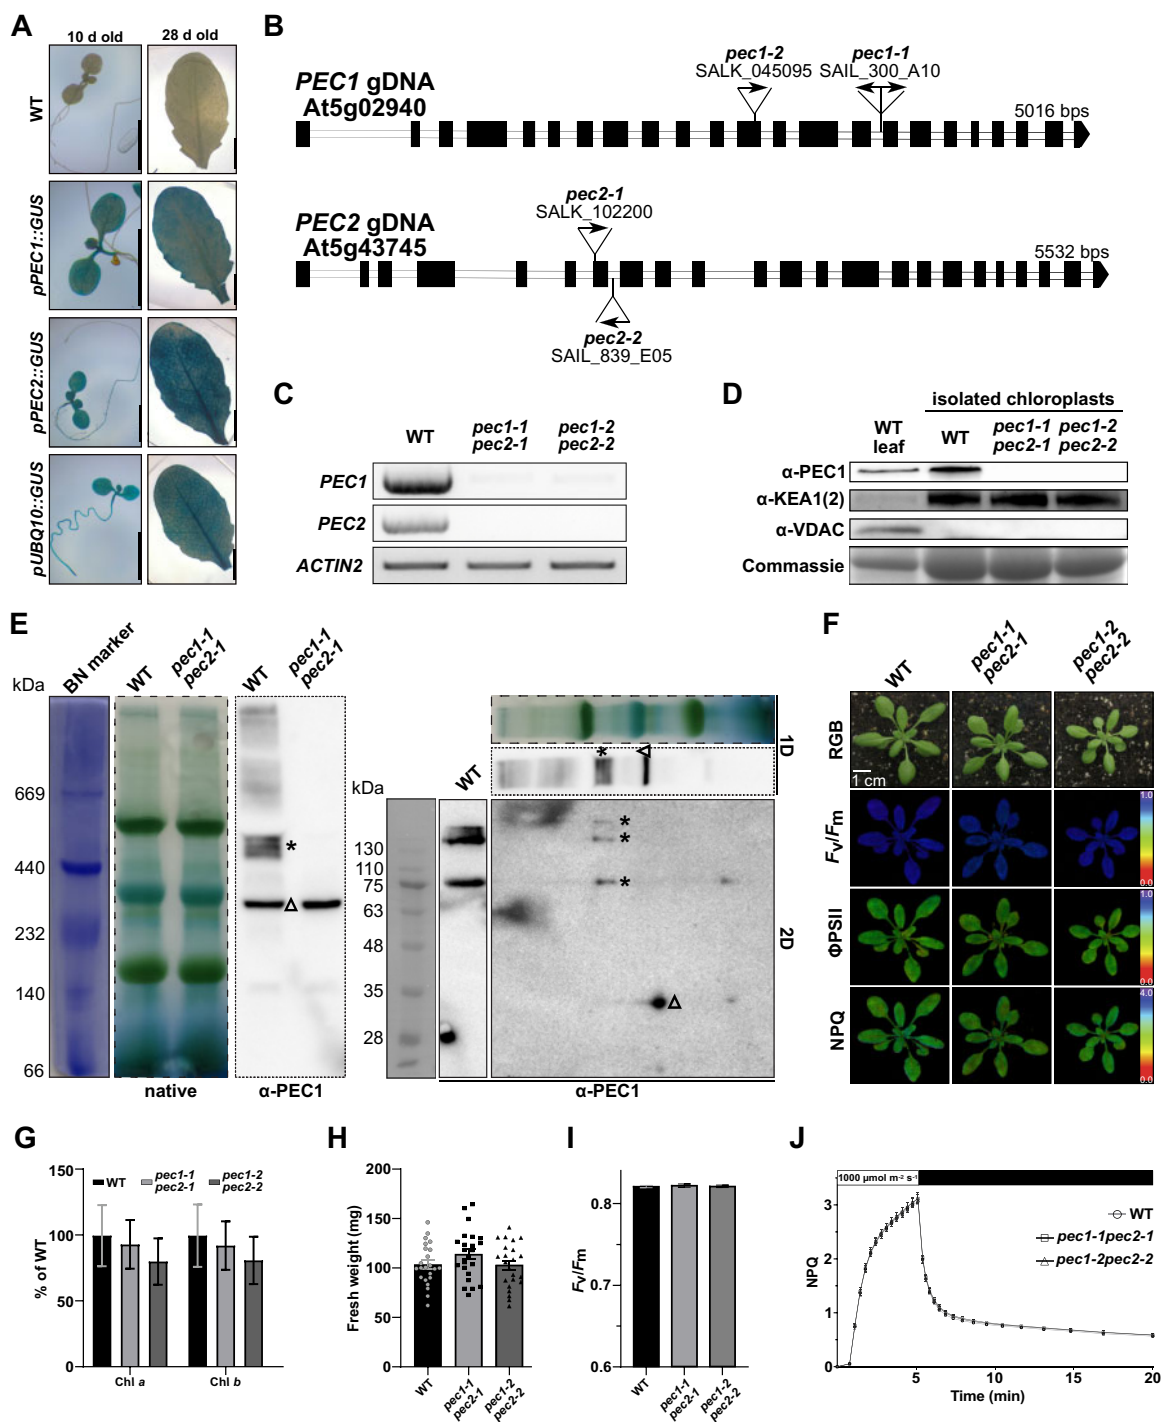 A
10 d old
28 d old
WT
pPEC1::GUS
pPEC2::GUS
pUBQ10::GUS
B
pec1-2
SALK_045095
pec1-1
SAIL_300_A10
PEC1 gDNA
At5g02940
5016 bps
pec2-1
SALK_102200
PEC2 gDNA
At5g43745
5532 bps
pec2-2
SAIL_839_E05
C
WT
pec1-1
pec2-1
pec1-2
pec2-2
PEC1
PEC2
ACTIN2
D
isolated chloroplasts
WT
leaf
WT
pec1-1
pec2-1
pec1-2
pec2-2
α-PEC1
α-KEA1(2)
α-VDAC
Commassie
E
kDa
BN marker
WT
pec1-1
pec2-1
WT
pec1-1
pec2-1
669
440
232
140
66
native
α-PEC1
*
kDa
130
110
75
63
48
35
28
WT
*
*
*
*
1D
2D
α-PEC1
F
WT
pec1-1
pec2-1
pec1-2
pec2-2
RGB
1 cm
Fv/Fm
1.0
0.0
ΦPSII
1.0
0.0
NPQ
4.0
0.0
G
% of WT
150
100
50
0
WT
pec1-1
pec2-1
pec1-2
pec2-2
Chl a
Chl b
H
Fresh weight (mg)
200
150
100
50
0
WT
pec1-1
pec2-1
pec1-2
pec2-2
I
Fv/Fm
0.8
0.7
0.6
WT
pec1-1
pec2-1
pec1-2
pec2-2
J
1000 µmol m⁻² s⁻¹
NPQ
3
2
1
0
WT
pec1-1pec2-1
pec1-2pec2-2
5
10
15
20
Time (min)